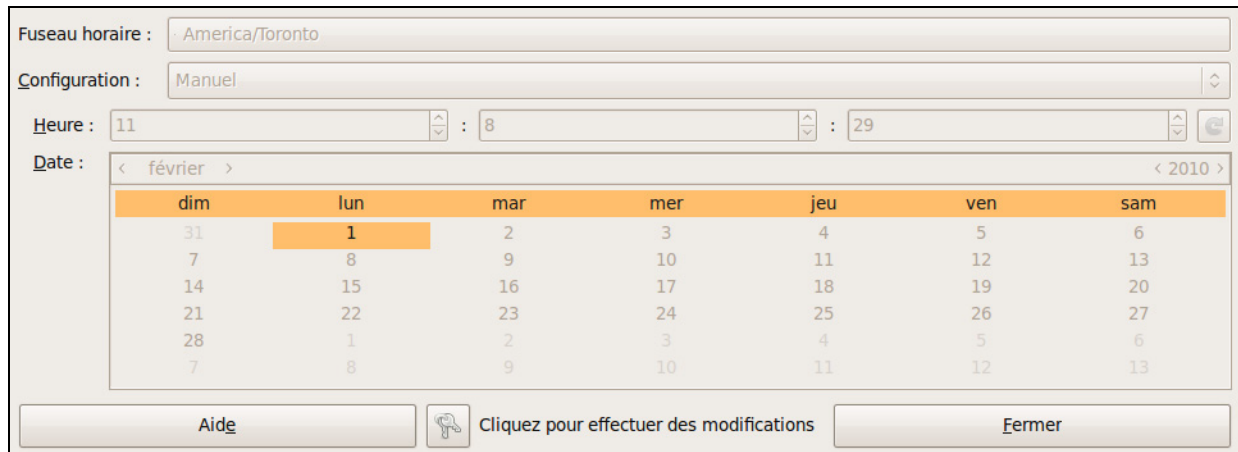 Fuseau horaire : America/Toronto
Configuration : Manuel
Heure : 11 : 8 : 29
Date : < février > < 2010 >
dim lun mar mer jeu ven sam
31 1 2 3 4 5 6
7 8 9 10 11 12 13
14 15 16 17 18 19 20
21 22 23 24 25 26 27
28 1 2 3 4 5 6
7 8 9 10 11 12 13
Aide Cliquez pour effectuer des modifications Fermer